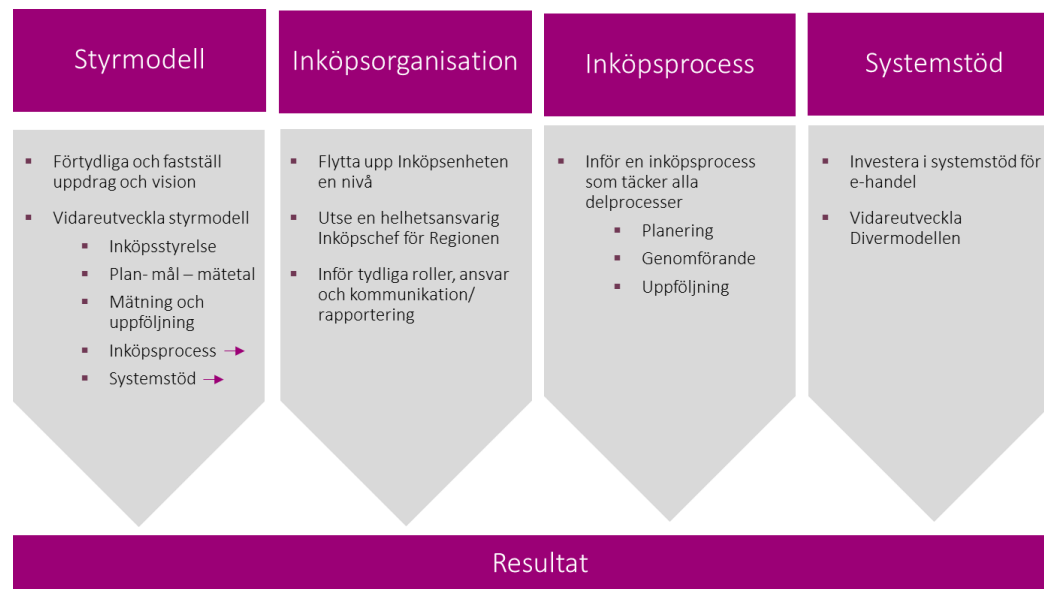 Styrmodell
Förtydliga och fastställ
uppdrag och vision
Vidareutveckla styrmodell
Inköpsstyrelse
Plan- mål – mätetal
Mätning och
uppföljning
Inköpsprocess
Systemstöd
Inköpsorganisation
Flytta upp Inköpsenheten
en nivå
Utse en helhetsansvarig
Inköpschef för Regionen
Inför tydliga roller, ansvar
och kommunikation/
rapportering
Inköpsprocess
Inför en inköpsprocess
som täcker alla
delprocesser
Planering
Genomförande
Uppföljning
Systemstöd
Investera i systemstöd för
e-handel
Vidareutveckla
Divermodellen
Resultat